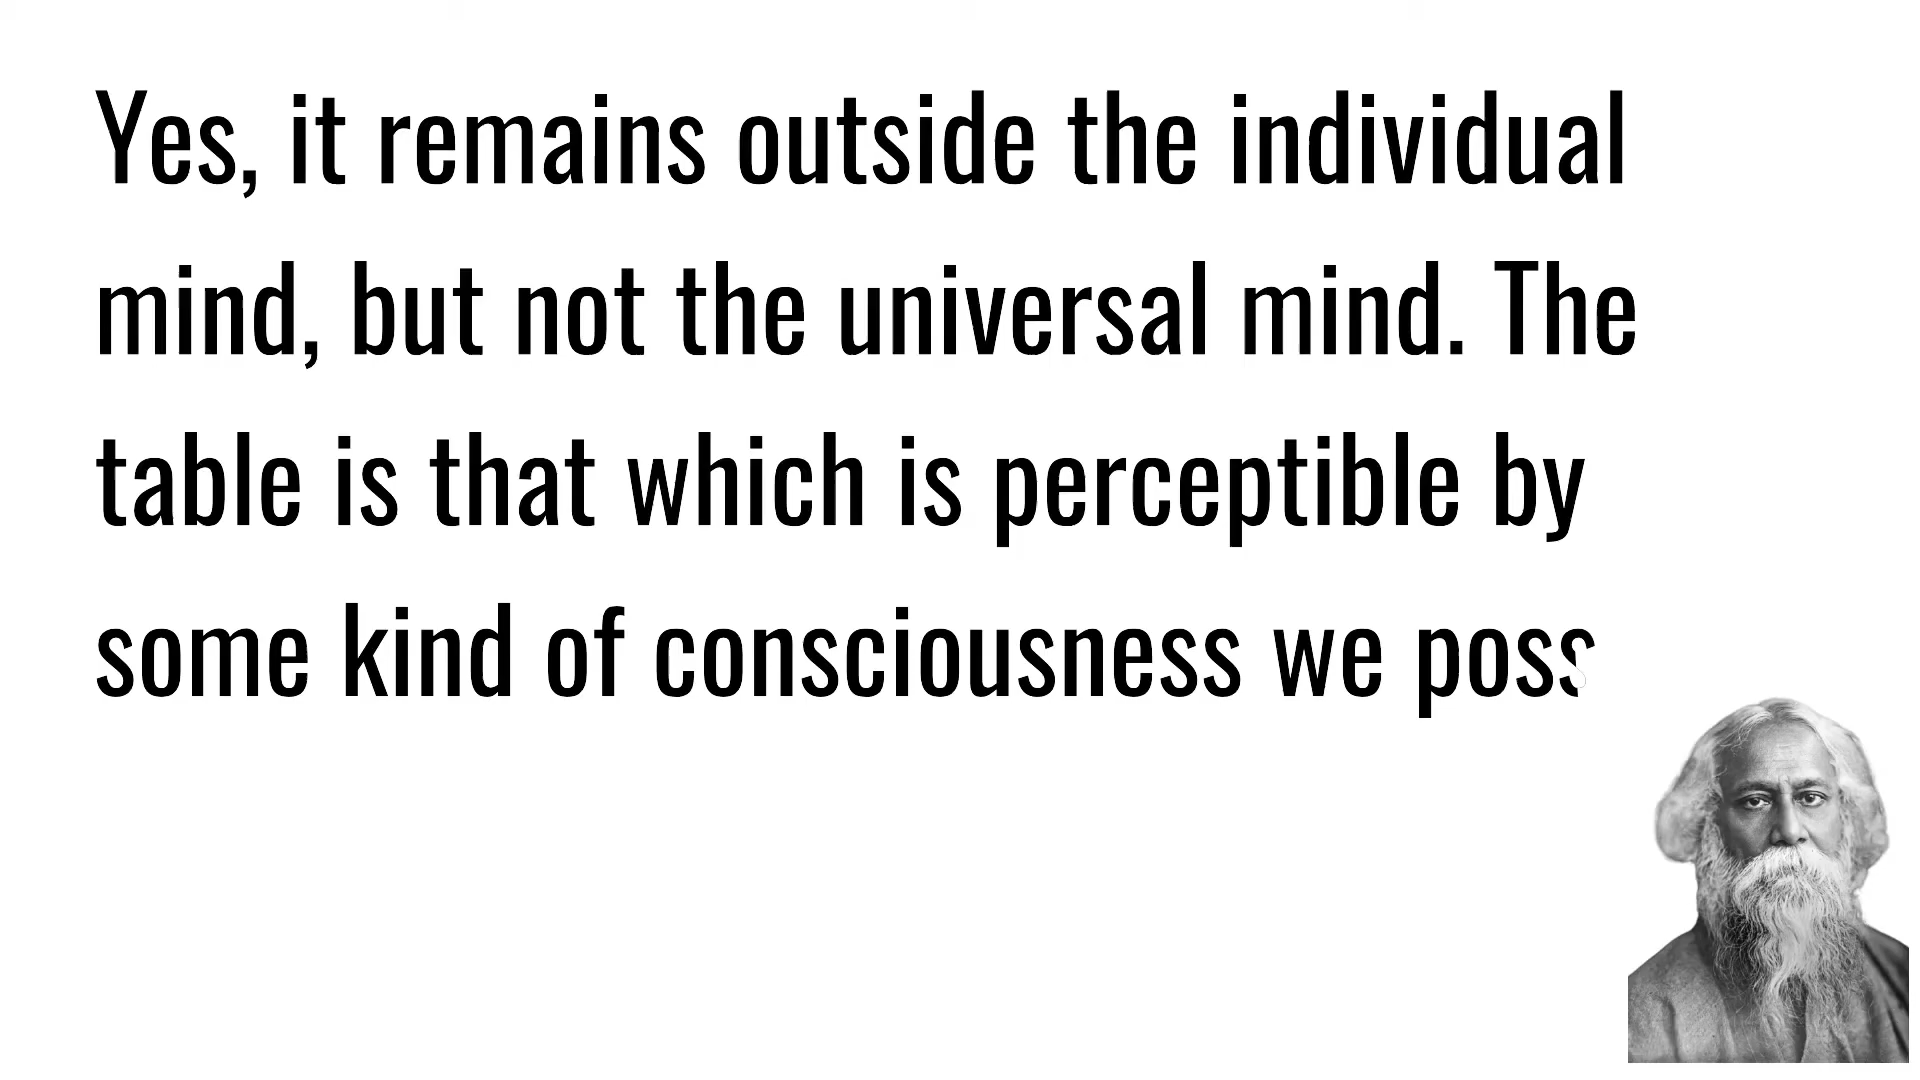 Yes, it remains outside the individual
mind, but not the universal mind. The
table is that which is perceptible by
some kind of consciousness we poss